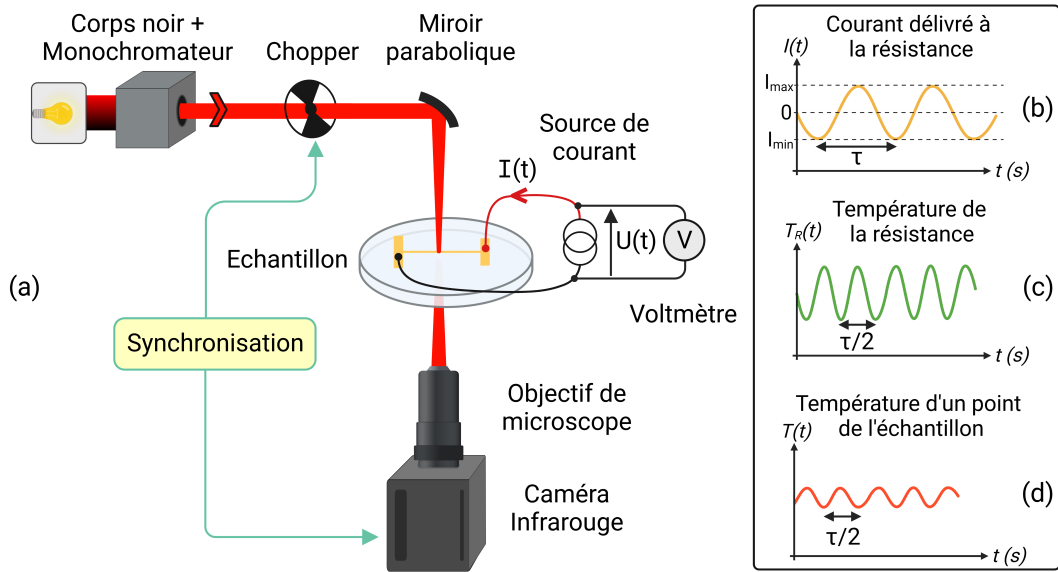 Corps noir +
Monochromateur
Chopper
Miroir
parabolique
Source de
courant
I(t)
U(t)
V
Echantillon
(a)
Voltmètre
Synchronisation
Objectif de
microscope
Caméra
Infrarouge
Courant délivré à
la résistance
I(t)
Imax
0
Imin
τ
t (s)
(b)
Température de
la résistance
TR(t)
τ/2
t (s)
(c)
Température d'un point
de l'échantillon
T(t)
τ/2
t (s)
(d)